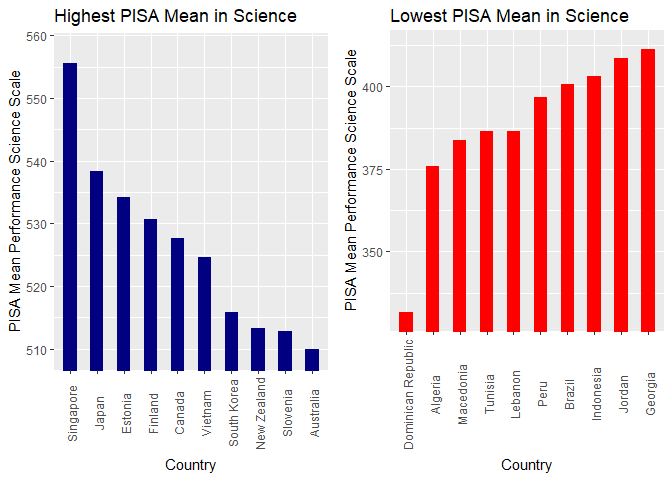 Highest PISA Mean in Science
PISA Mean Performance Science Scale
560
550
540
530
520
510
Singapore
Japan
Estonia
Finland
Canada
Vietnam
South Korea
New Zealand
Slovenia
Australia
Country
Lowest PISA Mean in Science
PISA Mean Performance Science Scale
400
375
350
Dominican Republic
Algeria
Macedonia
Tunisia
Lebanon
Peru
Brazil
Indonesia
Jordan
Georgia
Country